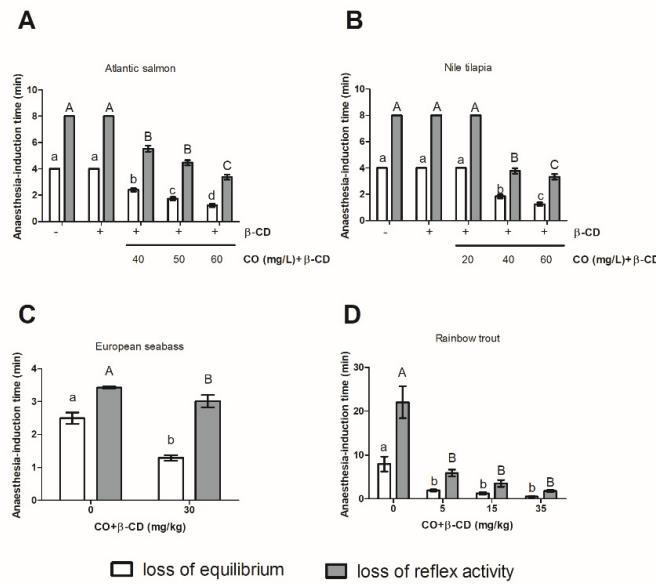 A
Atlantic salmon
Anaesthesia-induction time (min)
8
6
4
2
0
a A a A b B c B d C
- + + + + β-CD
40 50 60 CO (mg/L)+β-CD
B
Nile tilapia
Anaesthesia-induction time (min)
10
8
6
4
2
0
a A a A a A b B c C
- + + + + β-CD
20 40 60 CO (mg/L)+β-CD
C
European seabass
Anaesthesia-induction time (min)
4
3
2
1
0
a A b B
0 30
CO+β-CD (mg/kg)
D
Rainbow trout
Anaesthesia-induction time (min)
30
20
10
0
a A b B b B b B
0 5 15 35
CO+β-CD (mg/kg)
loss of equilibrium loss of reflex activity